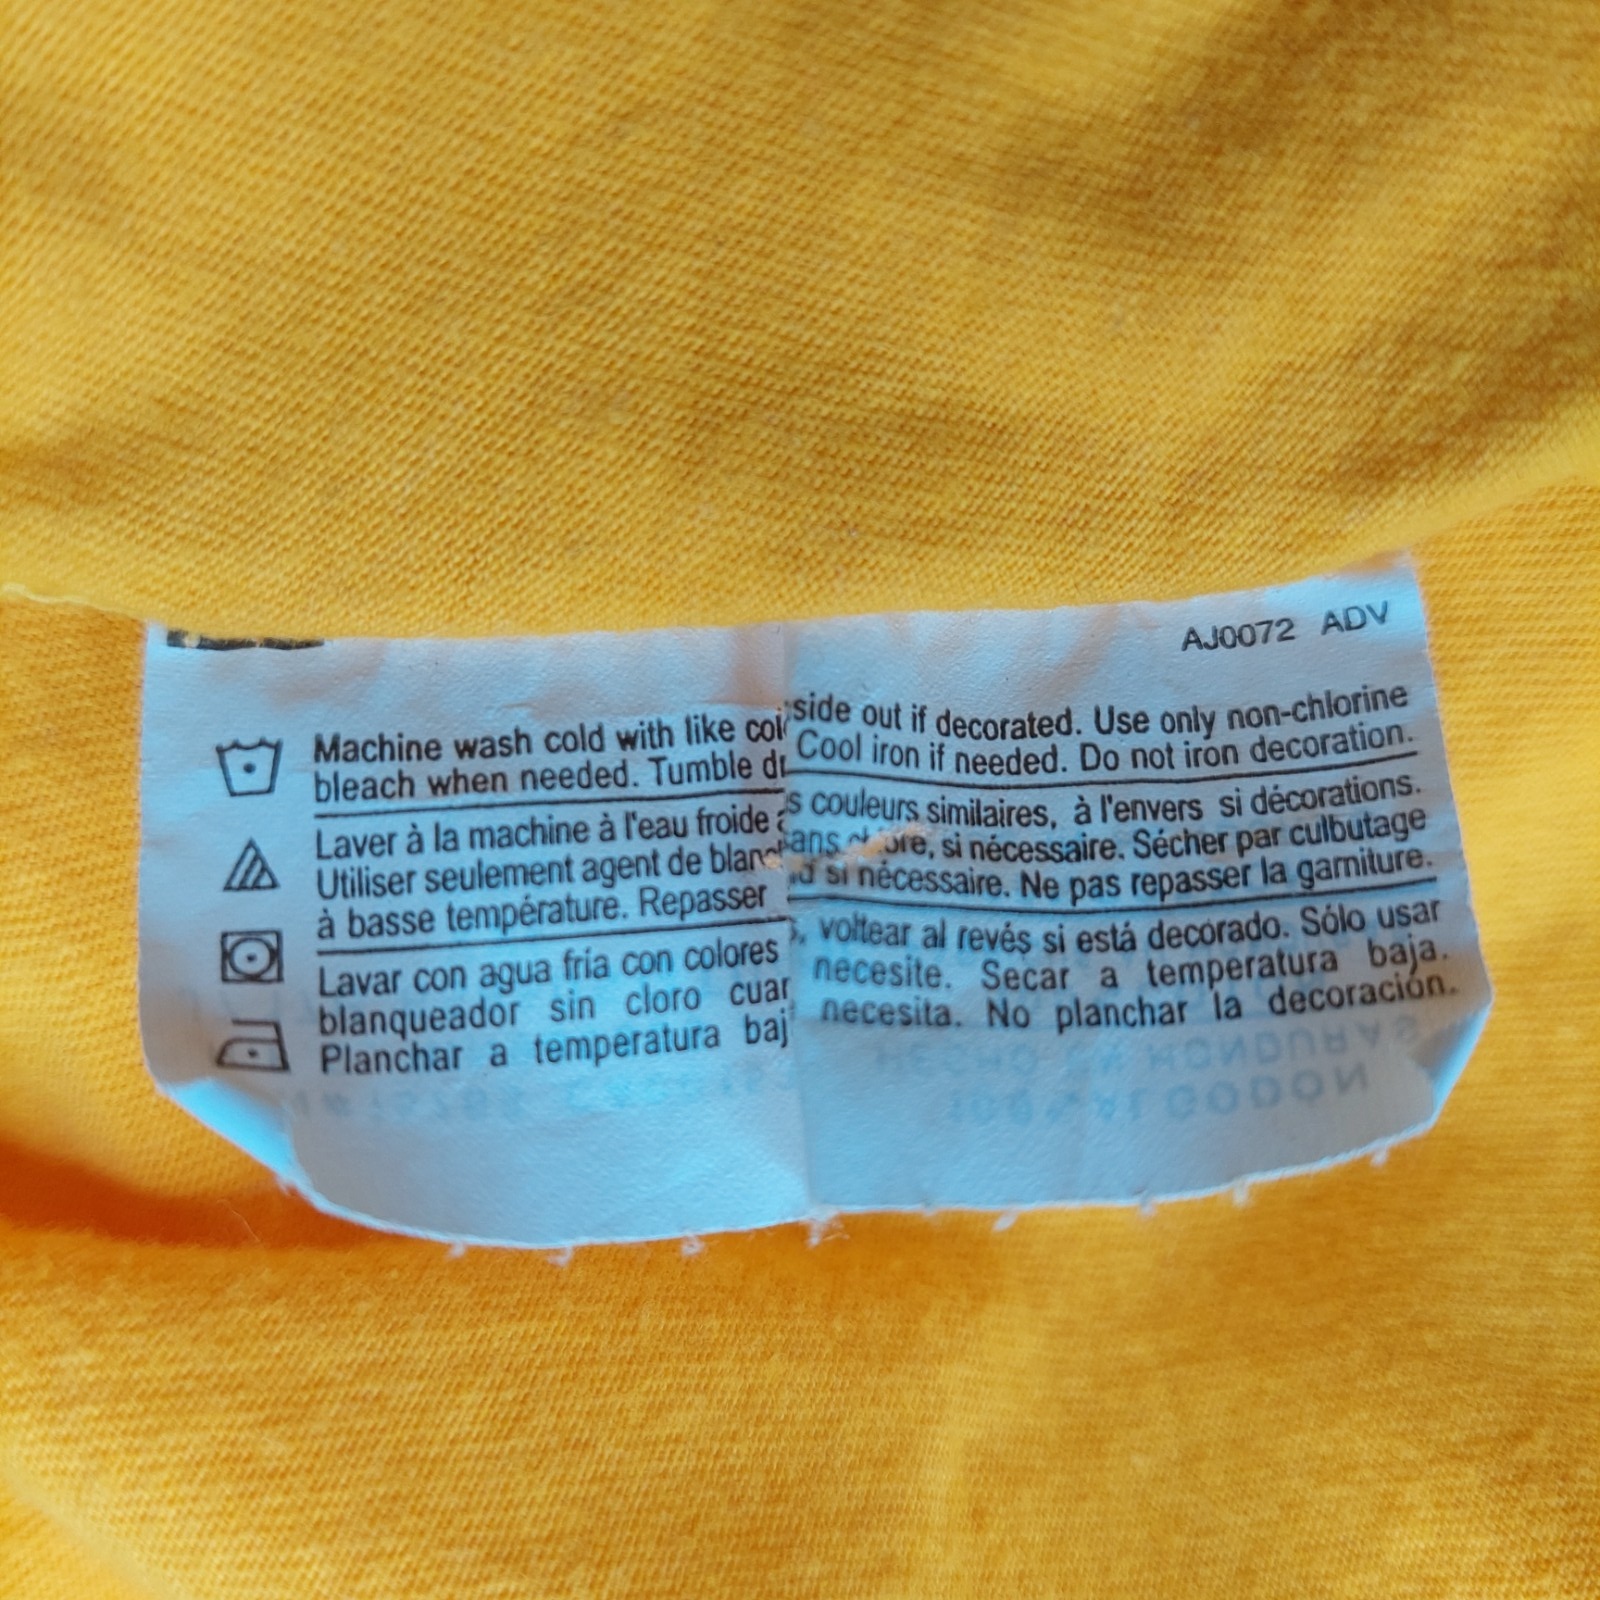 AJ0072 ADV
Machine wash cold with like side out if decorated. Use only non-chlorine
bleach when needed. Tumble Cool iron if needed. Do not iron decoration.
Laver à la machine à l'eau froide couleurs similaires, à l'envers si décorations.
Utiliser seulement agent de si nécessaire. Sécher par culbutage
à basse température. Repasser si nécessaire. Ne pas repasser la garniture.
Lavar con agua fría con colores voltear al revés si está decorado. Sólo usar
blanqueador sin cloro necesite. Secar a temperatura baja.
Planchar a temperatura necesita. No planchar la decoración.